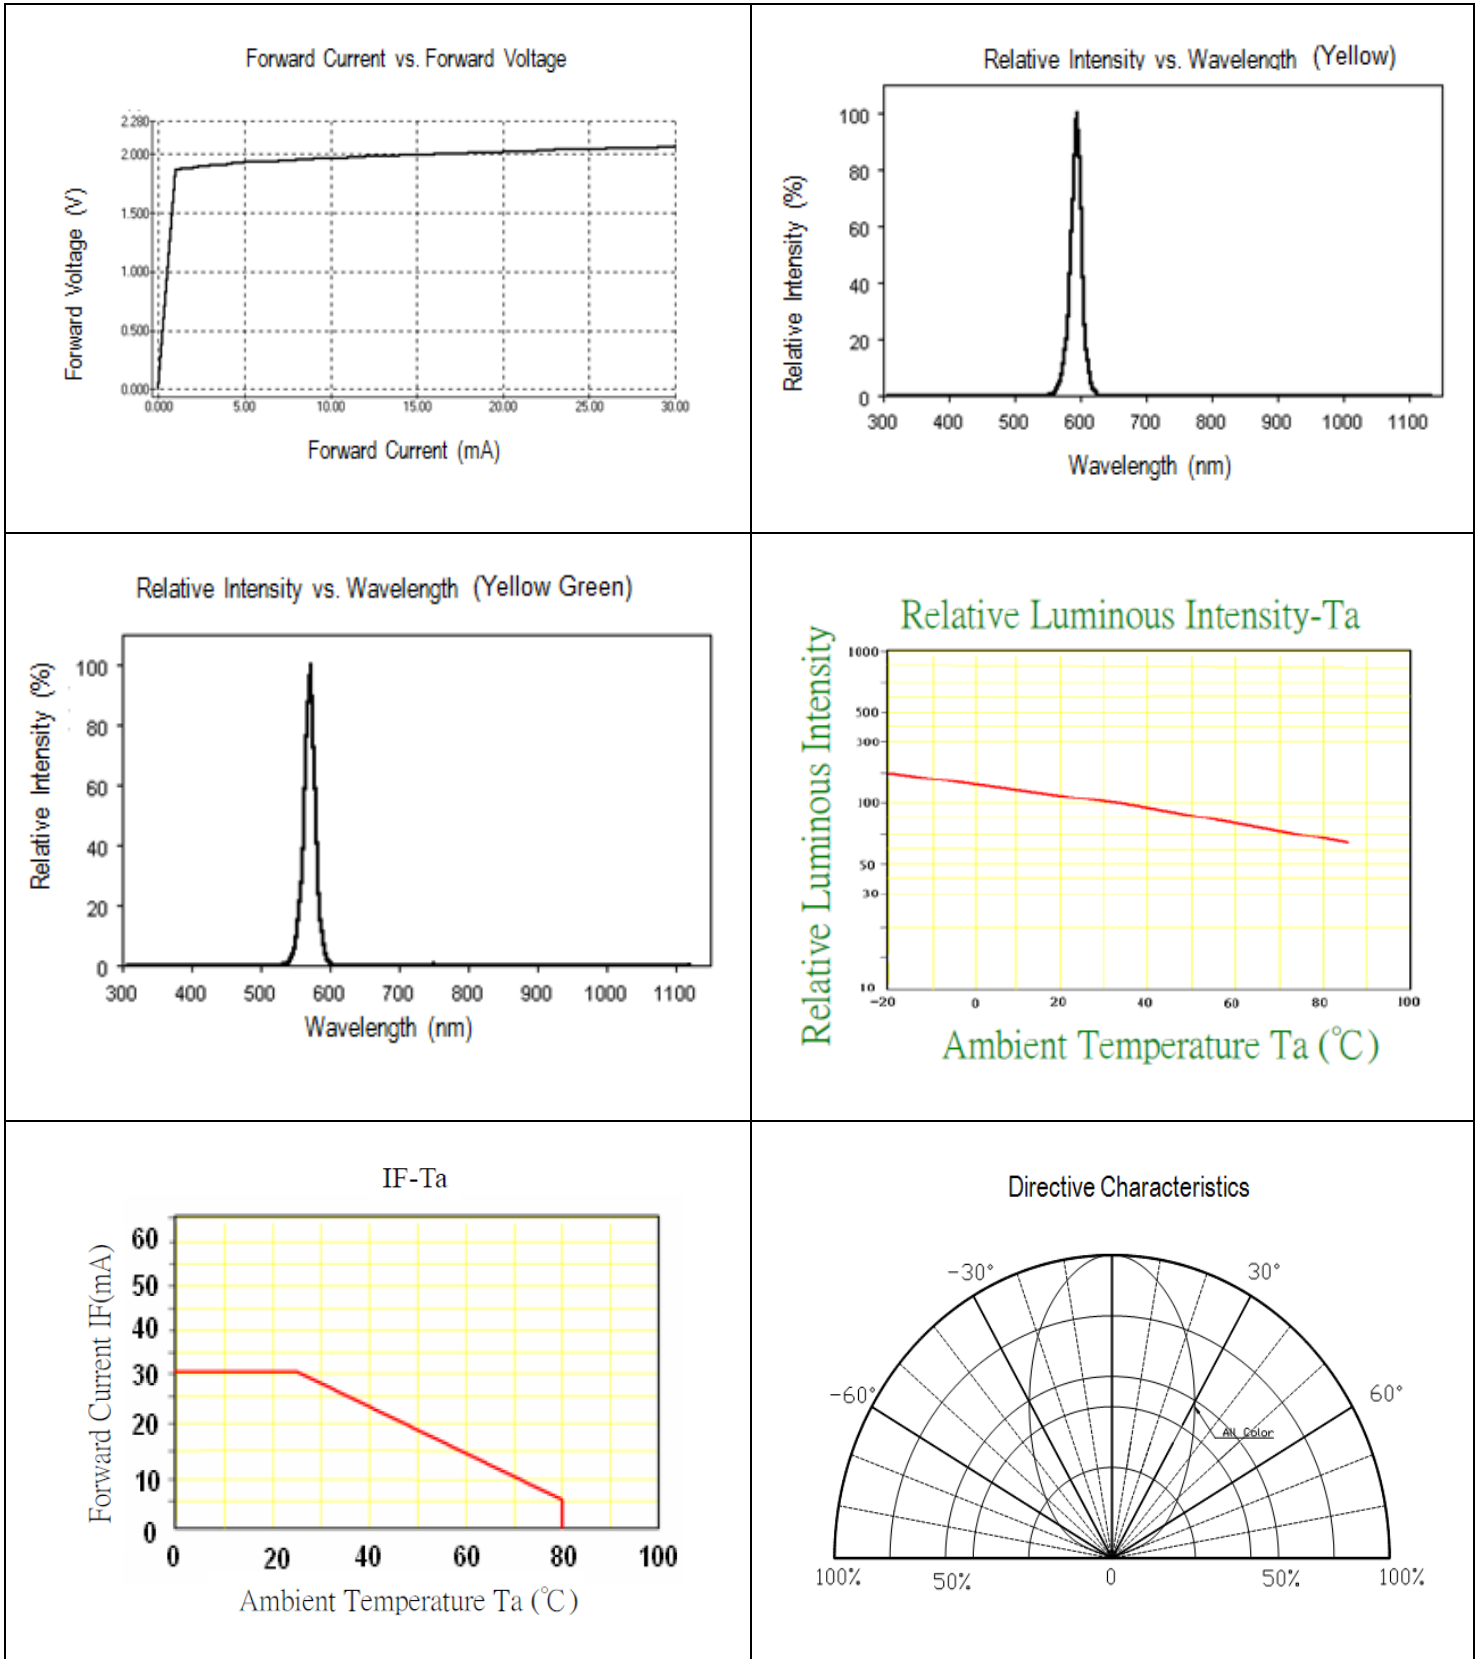 Forward Current vs. Forward Voltage
2.280
2.000
1.500
1.000
0.500
0.000
Forward Voltage (V)
0.000 5.00 10.00 15.00 20.00 25.00 30.00
Forward Current (mA)
Relative Intensity vs. Wavelength (Yellow)
100
80
60
40
20
0
Relative Intensity (%)
300 400 500 600 700 800 900 1000 1100
Wavelength (nm)
Relative Intensity vs. Wavelength (Yellow Green)
100
80
60
40
20
0
Relative Intensity (%)
300 400 500 600 700 800 900 1000 1100
Wavelength (nm)
Relative Luminous Intensity-Ta
1000
500
300
100
50
30
10
Relative Luminous Intensity
-20 0 20 40 60 80 100
Ambient Temperature Ta (℃)
IF-Ta
60
50
40
30
20
10
0
Forward Current IF(mA)
0 20 40 60 80 100
Ambient Temperature Ta (℃)
Directive Characteristics
-30° 30°
-60° 60°
All Color
100% 50% 0 50% 100%